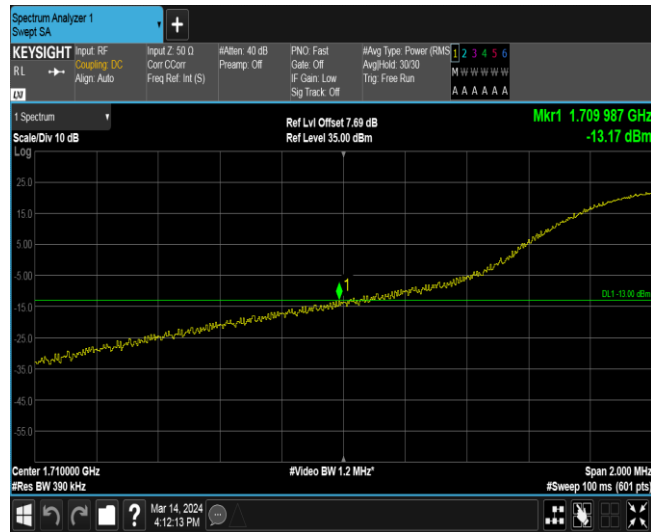 Spectrum Analyzer 1
Swept SA
+
KEYSIGHT
RL
LXI
Input: RF
Coupling: DC
Align: Auto
Input Z: 50 Ω
Corr CCorr
Freq Ref: Int (S)
#Atten: 40 dB
Preamp: Off
PNO: Fast
Gate: Off
IF Gain: Low
Sig Track: Off
#Avg Type: Power (RMS
Avg|Hold: 30/30
Trig: Free Run
1 2 3 4 5 6
M W W W W W
A A A A A A
1 Spectrum
Scale/Div 10 dB
Log
Ref Lvl Offset 7.69 dB
Ref Level 35.00 dBm
Mkr1 1.709 987 GHz
-13.17 dBm
25.0
15.0
5.00
-5.00
1
DL1 -13.00 dBm
-15.0
-25.0
-35.0
-45.0
-55.0
Center 1.710000 GHz
#Res BW 390 kHz
#Video BW 1.2 MHz*
Span 2.000 MHz
#Sweep 100 ms (601 pts)
?
Mar 14, 2024
4:12:13 PM